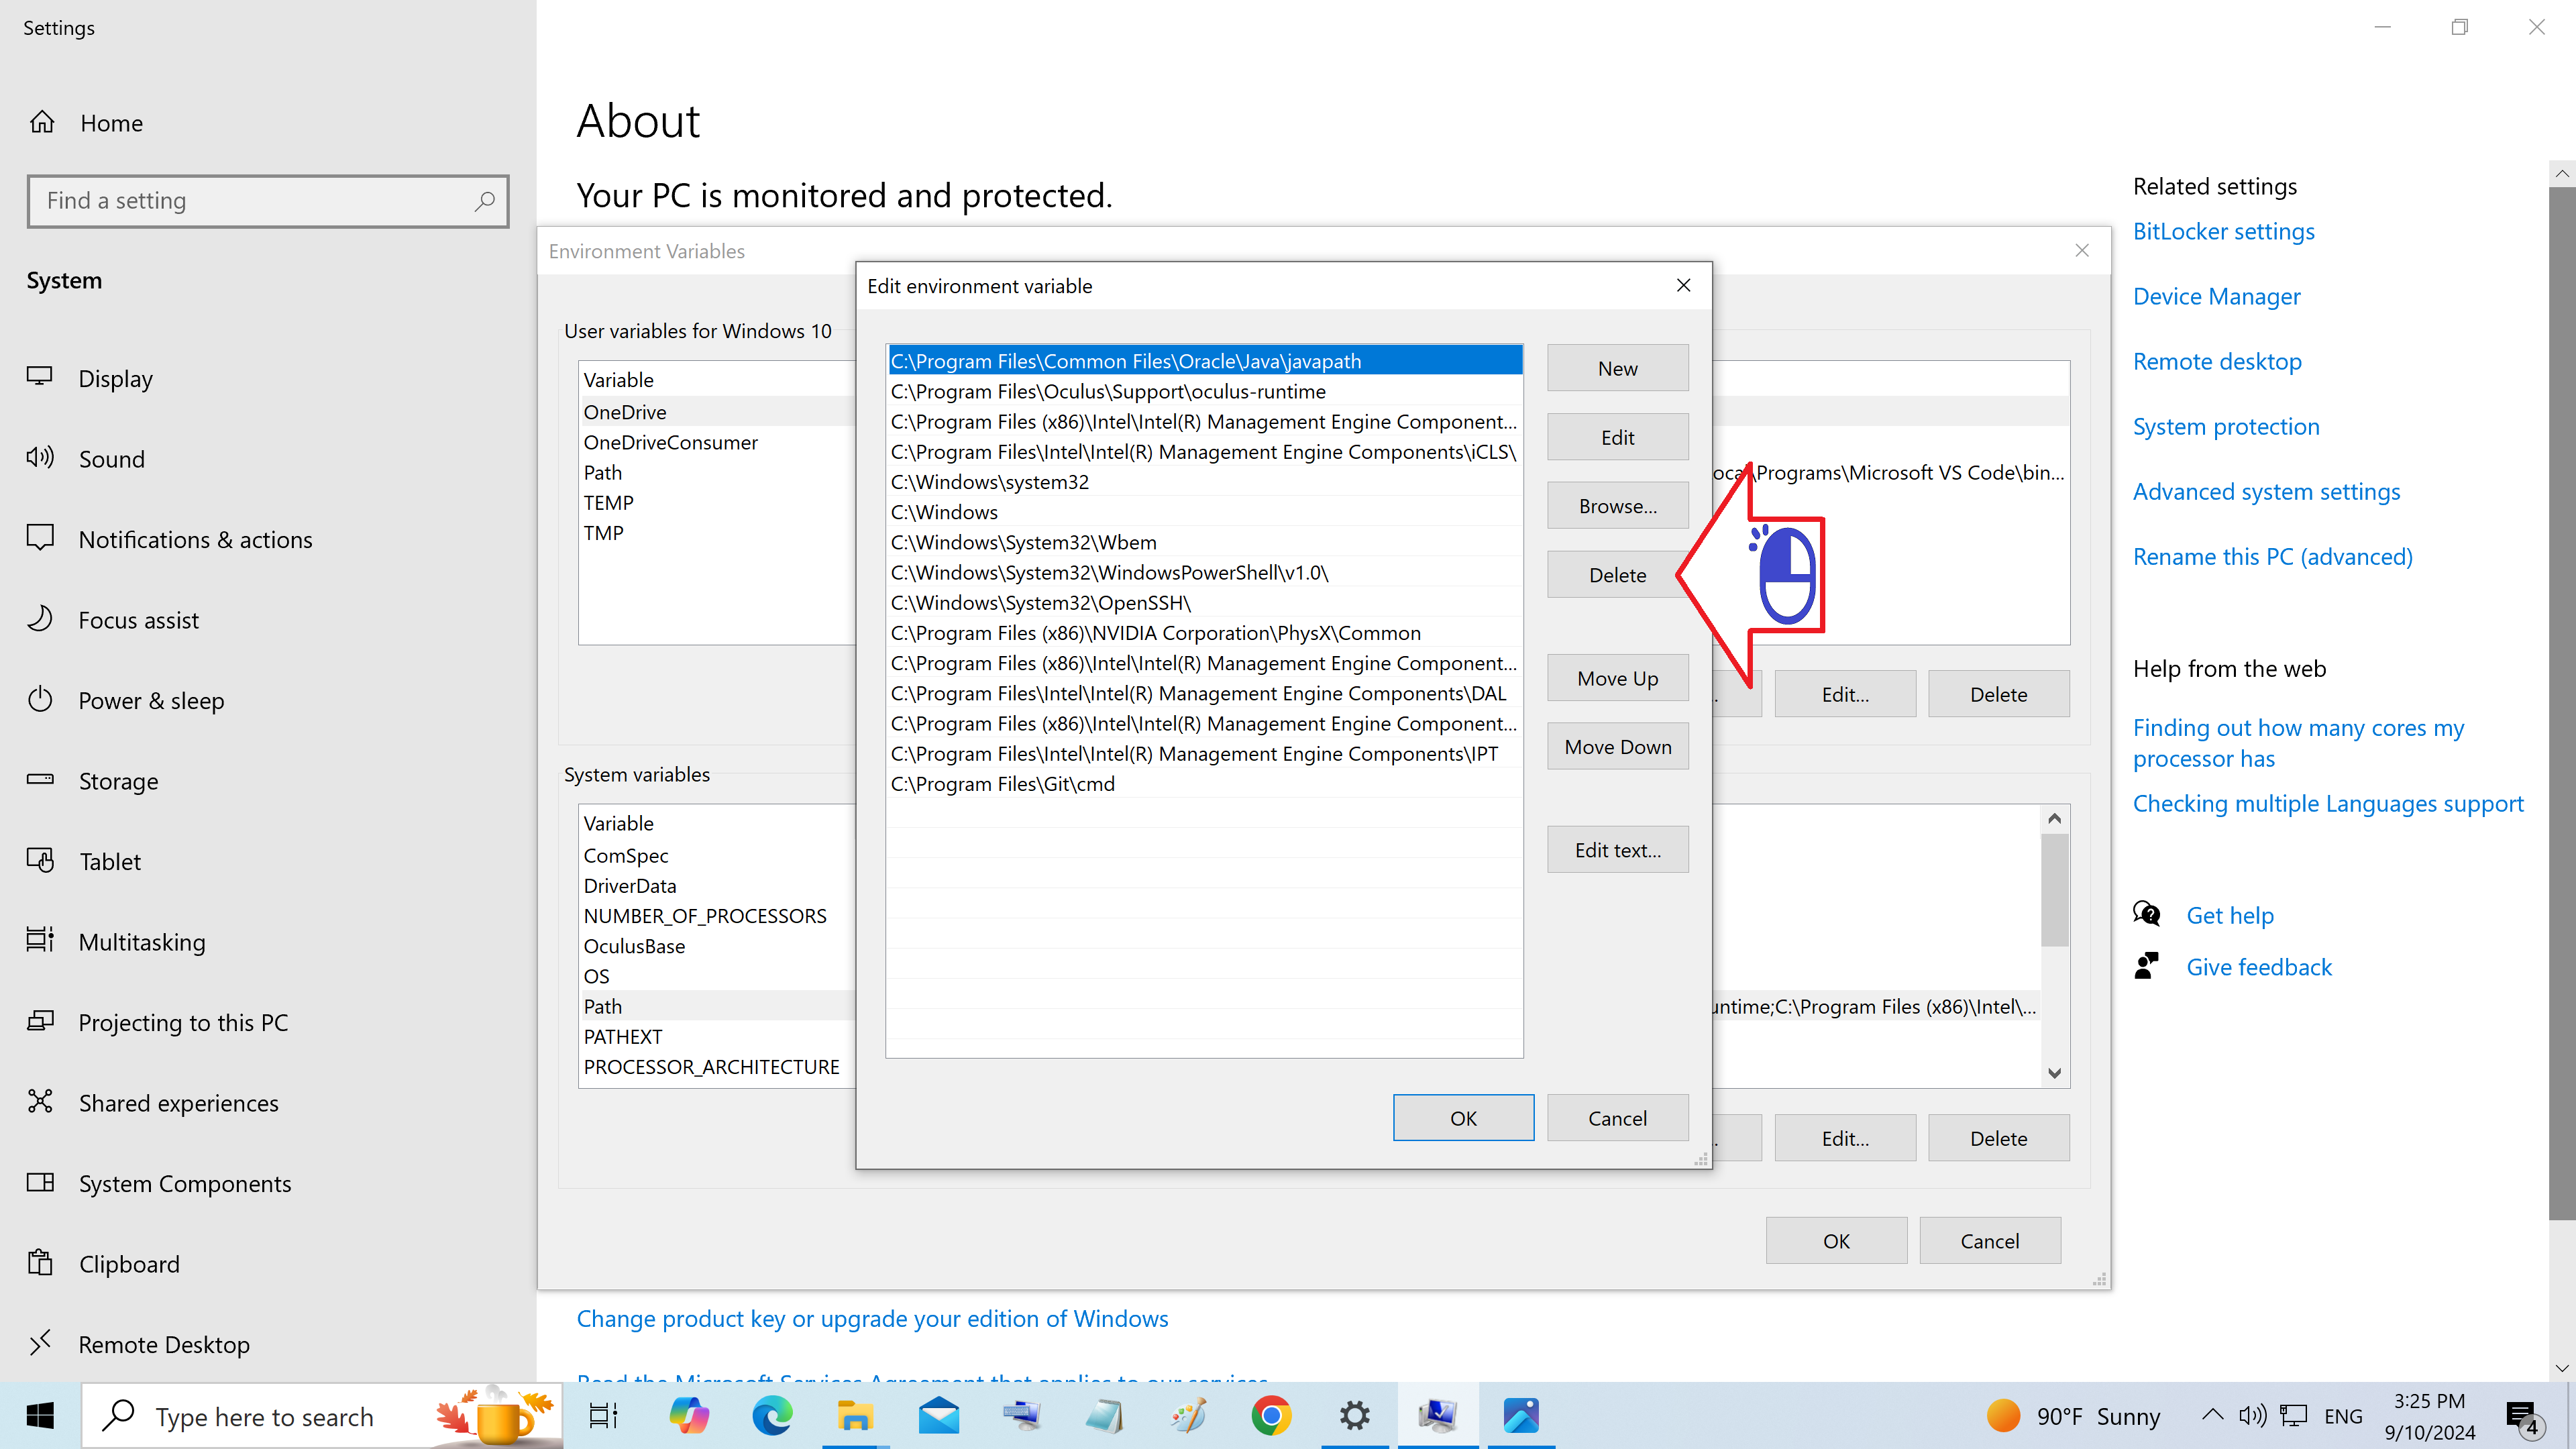 Settings
Home
Find a setting
System
Display
Sound
Notifications & actions
Focus assist
Power & sleep
Storage
Tablet
Multitasking
Projecting to this PC
Shared experiences
System Components
Clipboard
Remote Desktop
About
Your PC is monitored and protected.
Environment Variables
User variables for Windows 10
Variable
OneDrive
OneDriveConsumer
Path
TEMP
TMP
\Programs\Microsoft VS Code\bin...
Edit...
Delete
System variables
Variable
ComSpec
DriverData
NUMBER_OF_PROCESSORS
OculusBase
OS
Path
PATHEXT
PROCESSOR_ARCHITECTURE
untime;C:\Program Files (x86)\Intel\...
Edit...
Delete
OK
Cancel
Edit environment variable
C:\Program Files\Common Files\Oracle\Java\javapath
C:\Program Files\Oculus\Support\oculus-runtime
C:\Program Files (x86)\Intel\Intel(R) Management Engine Component...
C:\Program Files\Intel\Intel(R) Management Engine Components\iCLS\
C:\Windows\system32
C:\Windows
C:\Windows\System32\Wbem
C:\Windows\System32\WindowsPowerShell\v1.0\
C:\Windows\System32\OpenSSH\
C:\Program Files (x86)\NVIDIA Corporation\PhysX\Common
C:\Program Files (x86)\Intel\Intel(R) Management Engine Component...
C:\Program Files\Intel\Intel(R) Management Engine Components\DAL
C:\Program Files (x86)\Intel\Intel(R) Management Engine Component...
C:\Program Files\Intel\Intel(R) Management Engine Components\IPT
C:\Program Files\Git\cmd
New
Edit
Browse...
Delete
Move Up
Move Down
Edit text...
OK
Cancel
Change product key or upgrade your edition of Windows
Read the Microsoft Services Agreement that applies to our services
Related settings
BitLocker settings
Device Manager
Remote desktop
System protection
Advanced system settings
Rename this PC (advanced)
Help from the web
Finding out how many cores my
processor has
Checking multiple Languages support
Get help
Give feedback
Type here to search
90°F Sunny
ENG
3:25 PM
9/10/2024
4